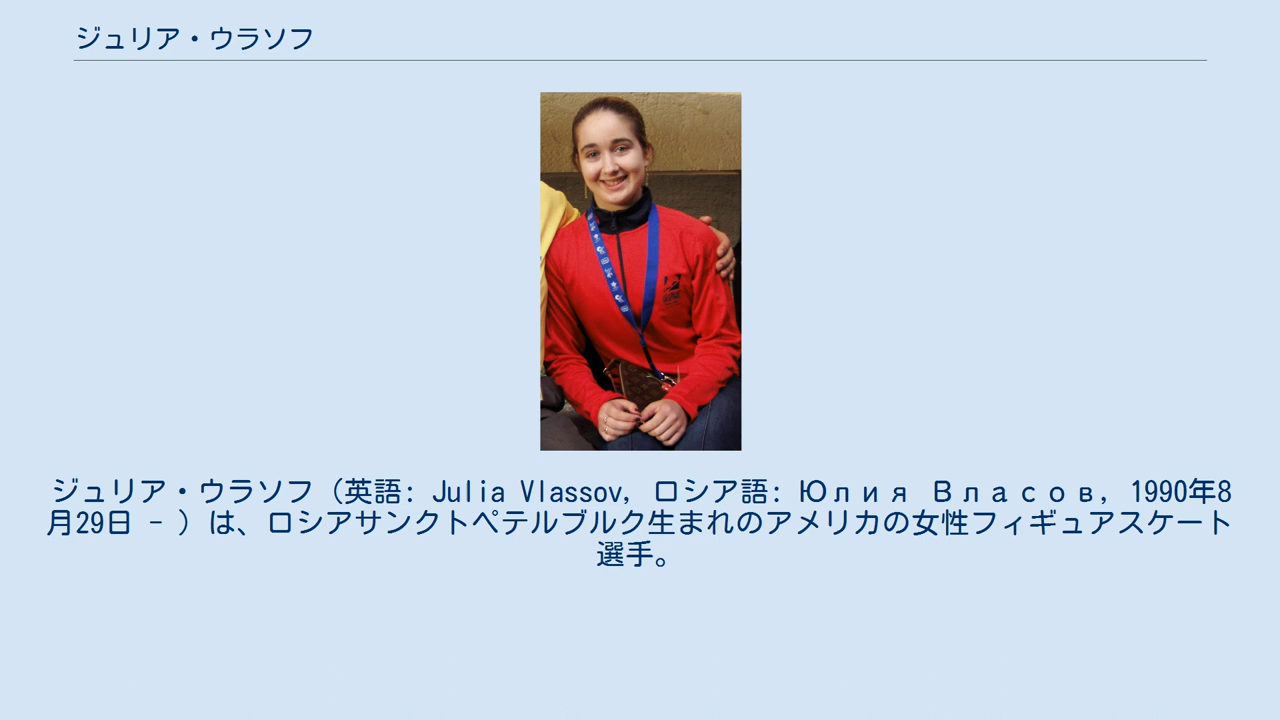 ジュリア・ウラソフ
ジュリア・ウラソフ（英語: Julia Vlassov, ロシア語: Юлия Власов, 1990年8
月29日 - ）は、ロシアサンクトペテルブルク生まれのアメリカの女性フィギュアスケート
選手。